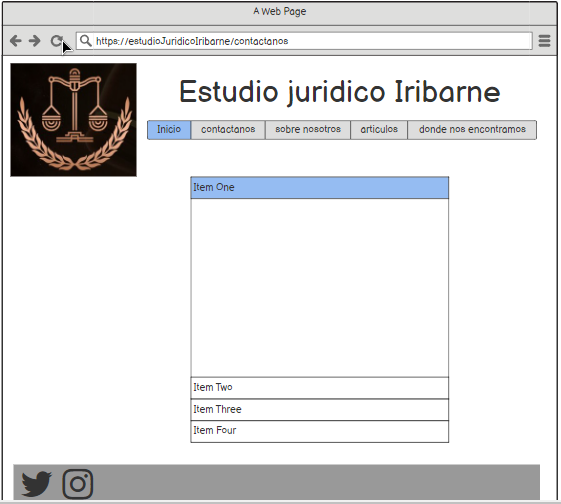 A Web Page
https://estudioJuridicoIribarne/contactanos
Estudio juridico Iribarne
Inicio contactanos sobre nosotros articulos donde nos encontramos
Item One
Item Two
Item Three
Item Four